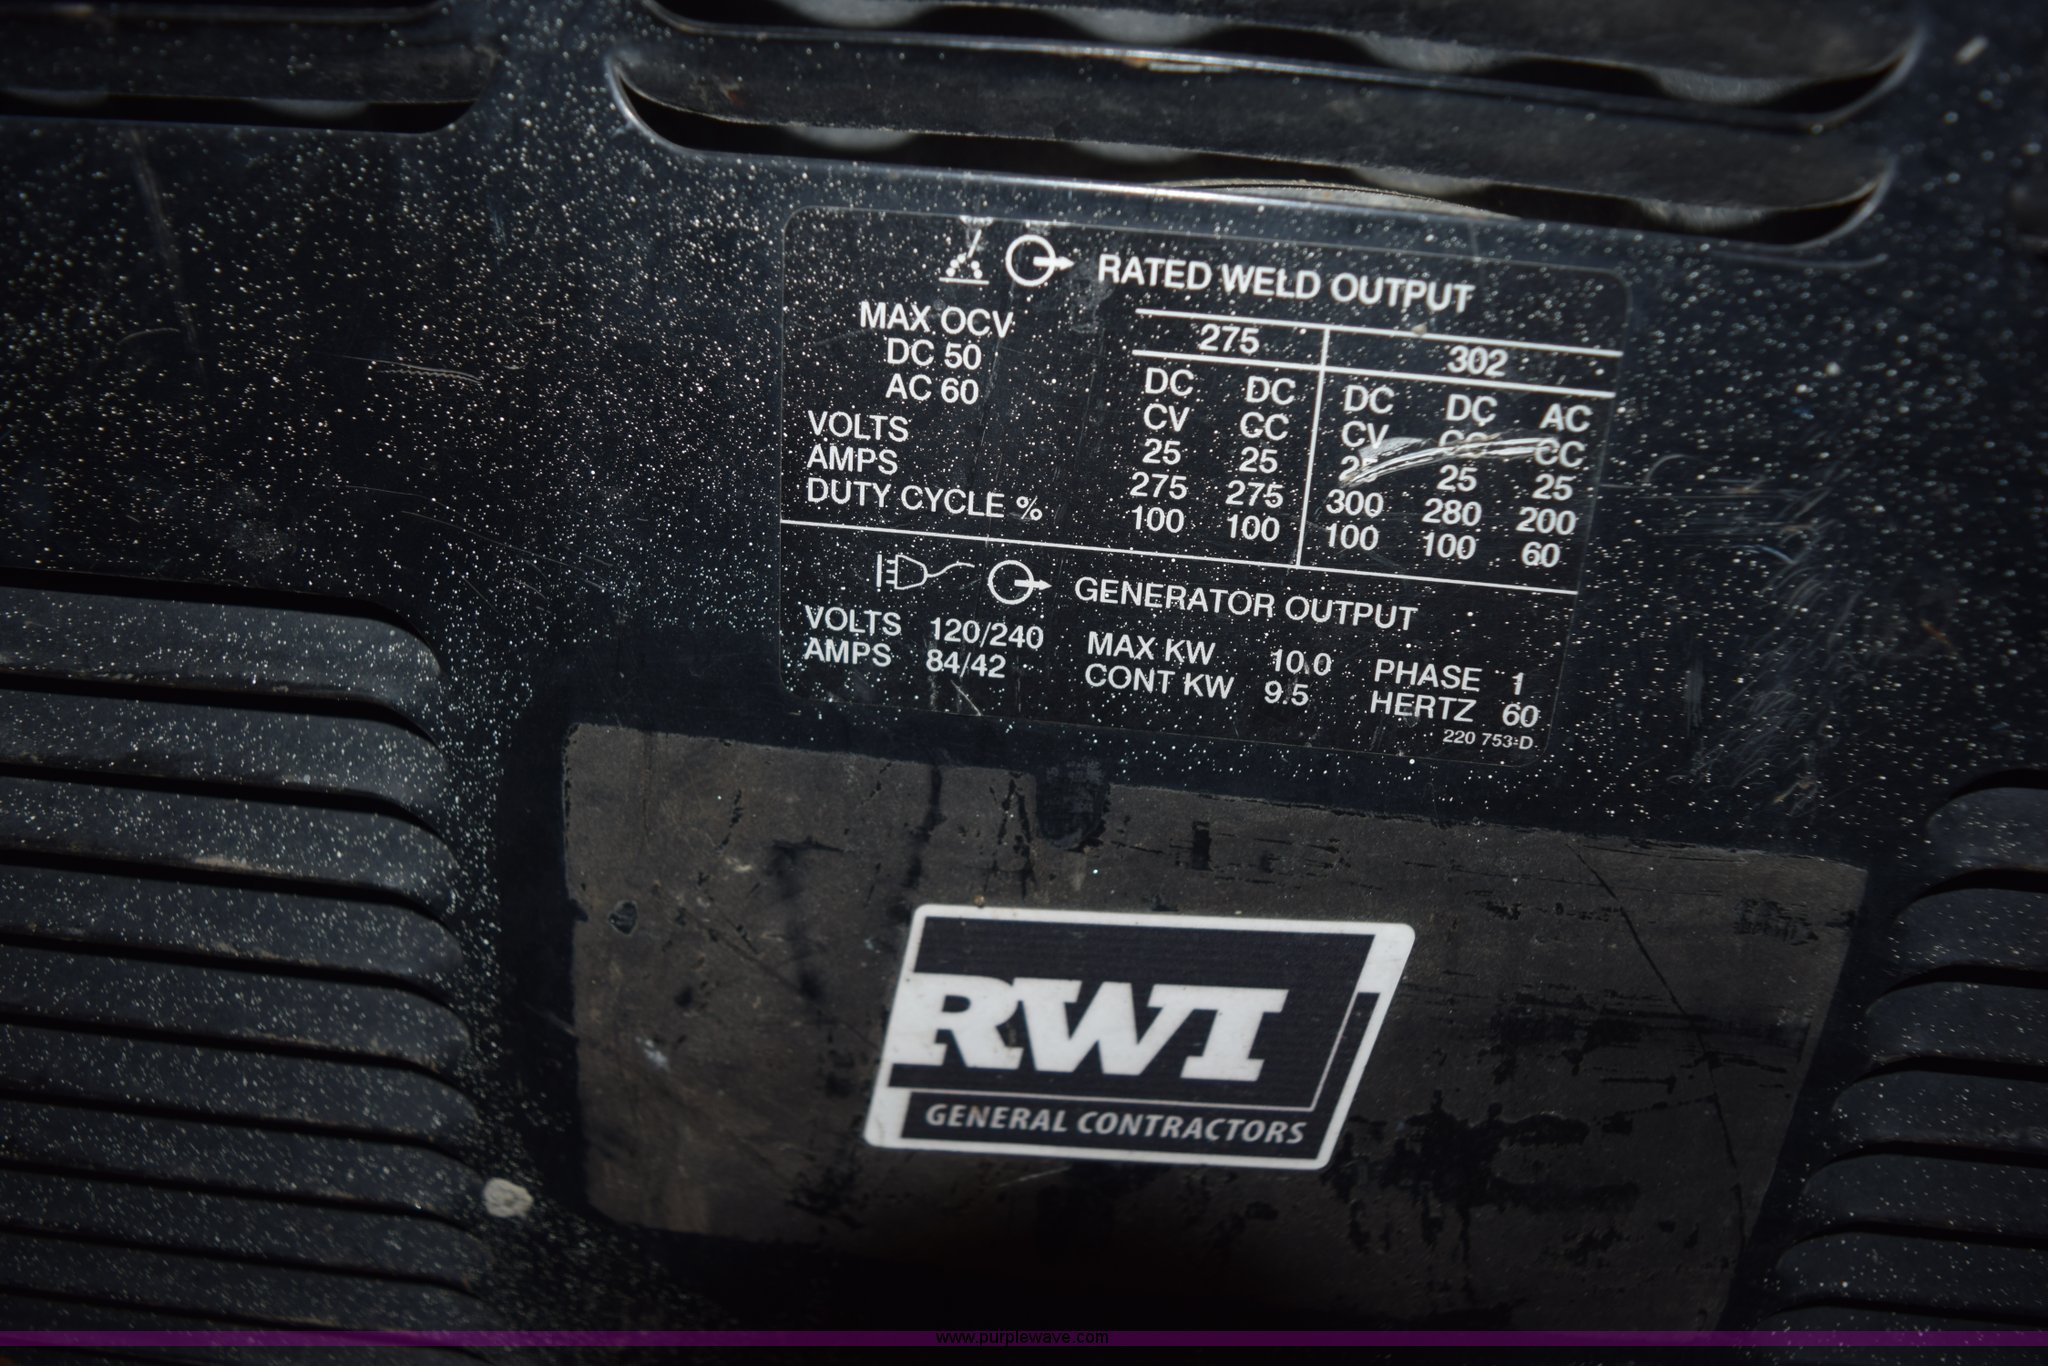 RATED WELD OUTPUT
MAX OCV
DC 50
AC 60
275 302
DC DC DC DC AC
CV CC CV CC CC
VOLTS 25 25 25 25
AMPS 275 275 300 280 200
DUTY CYCLE % 100 100 100 100 60
GENERATOR OUTPUT
VOLTS 120/240 MAX KW 10.0 PHASE 1
AMPS 84/42 CONT KW 9.5 HERTZ 60
220 753-D
RWI
GENERAL CONTRACTORS
www.purplewave.com